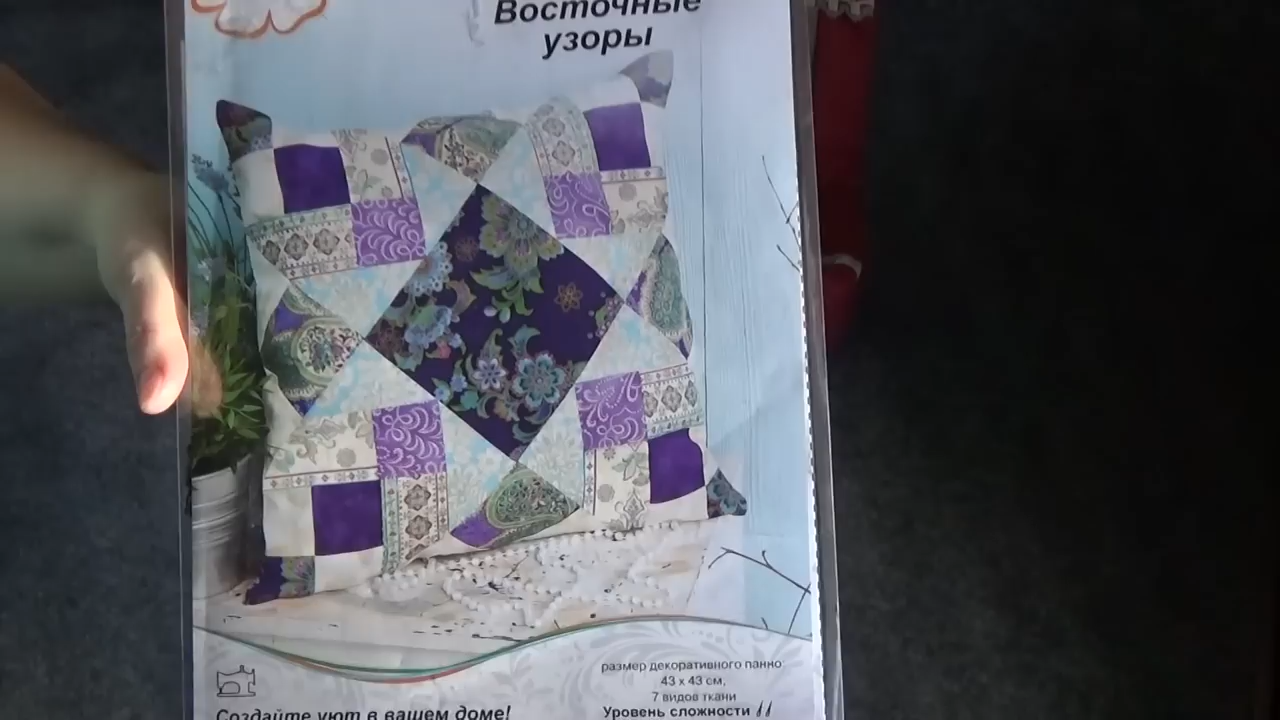 Восточные
узоры
размер декоративного панно:
43 х 43 см,
7 видов ткани
Уровень сложности
Создайте уют в вашем доме!